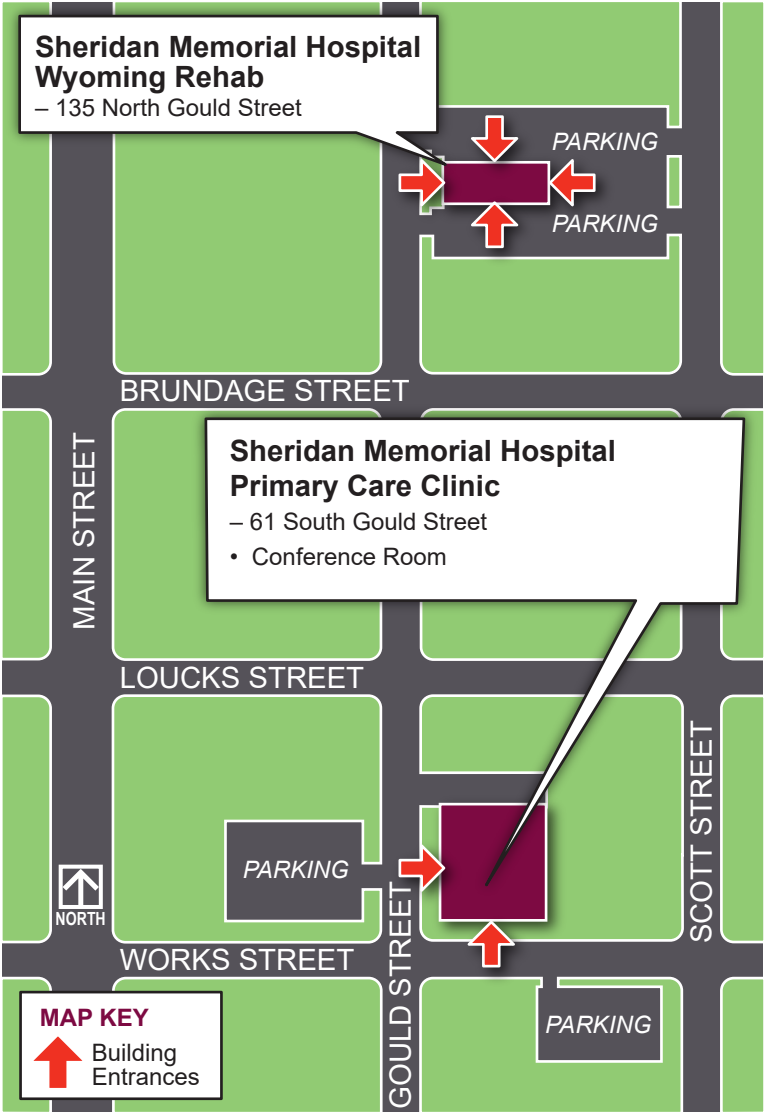 Sheridan Memorial Hospital
Wyoming Rehab
– 135 North Gould Street
PARKING
PARKING
BRUNDAGE STREET
MAIN STREET
Sheridan Memorial Hospital
Primary Care Clinic
– 61 South Gould Street
• Conference Room
LOUCKS STREET
SCOTT STREET
PARKING
NORTH
GOULD STREET
WORKS STREET
PARKING
MAP KEY
Building
Entrances